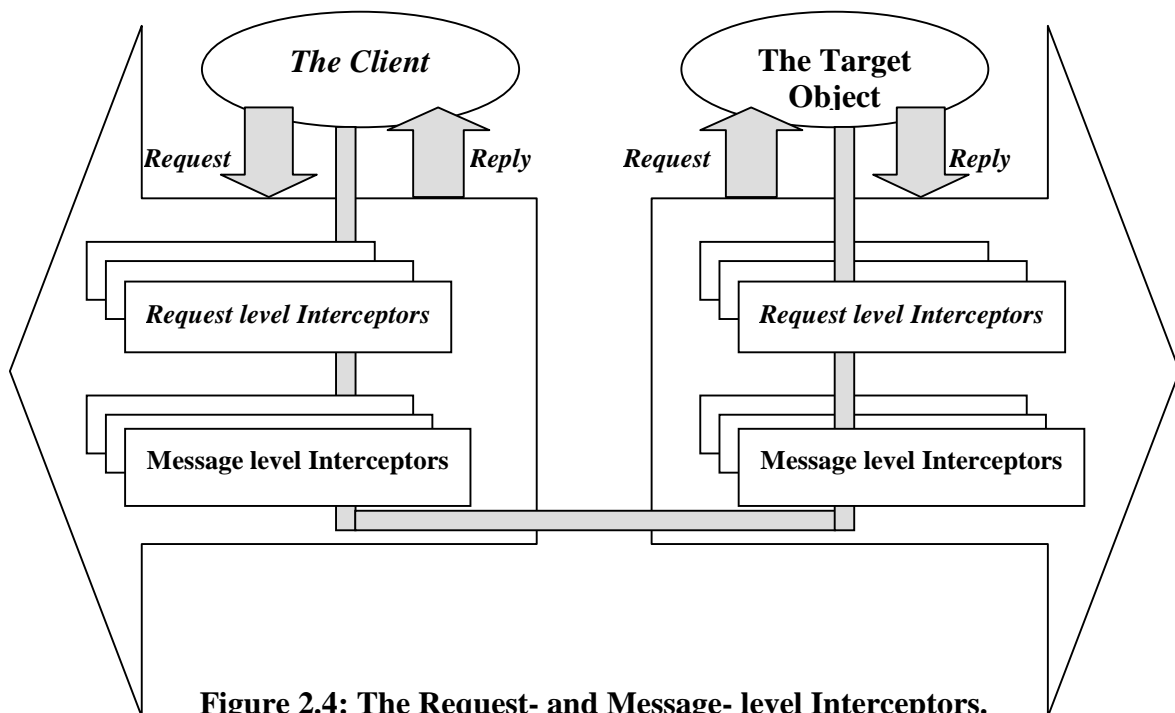 The Client
The Target
Object
Request
Reply
Request
Reply
Request level Interceptors
Request level Interceptors
Message level Interceptors
Message level Interceptors
Figure 2.4: The Request- and Message- level Interceptors.